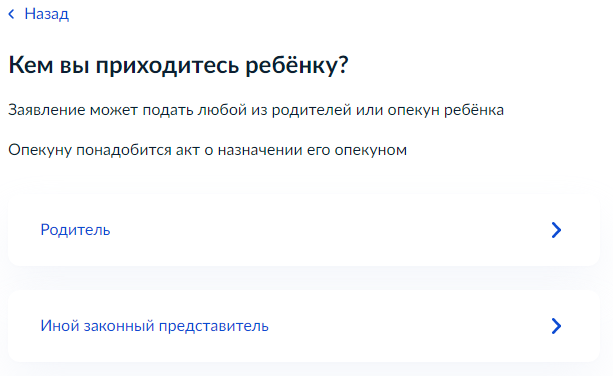 Назад
Кем вы приходитесь ребёнку?
Заявление может подать любой из родителей или опекун ребёнка
Опекуну понадобится акт о назначении его опекуном
Родитель
Иной законный представитель